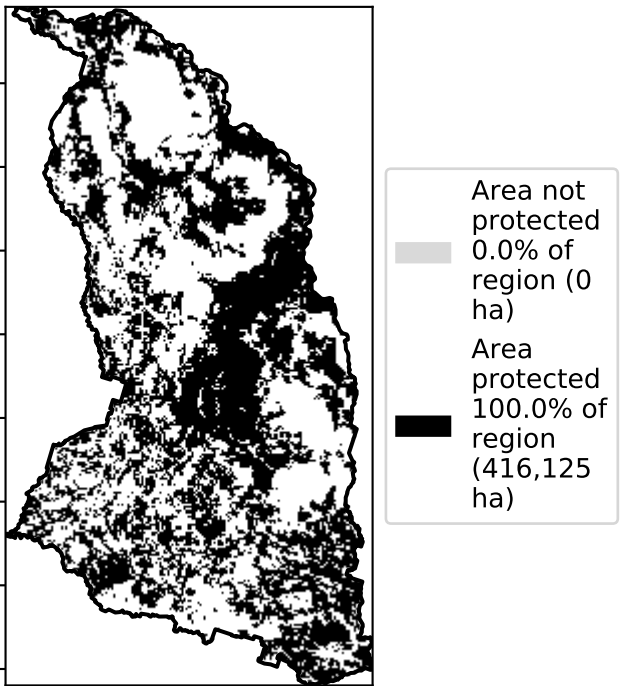 Area not
protected
0.0% of
region (0
ha)
Area
protected
100.0% of
region
(416,125
ha)